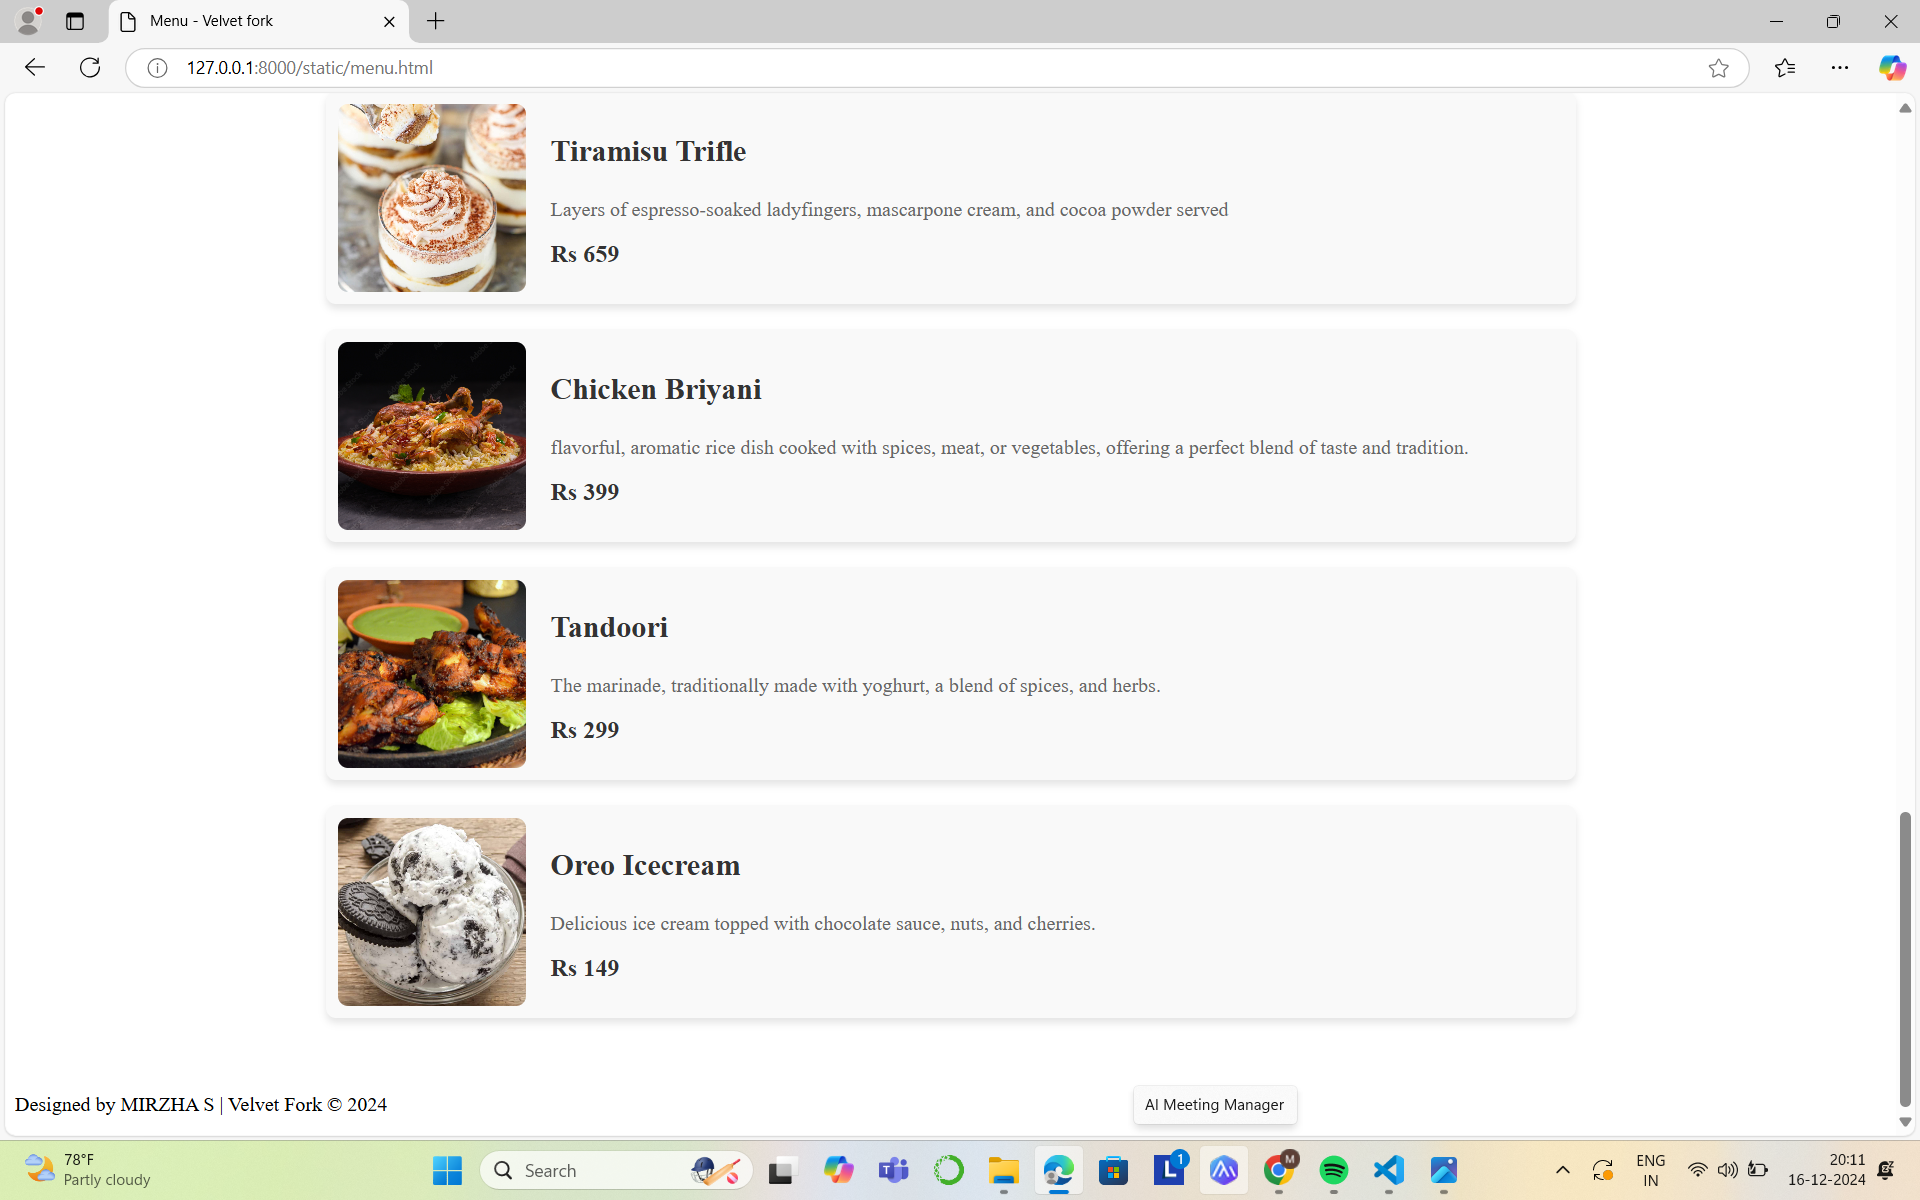 Menu - Velvet fork
127.0.0.1:8000/static/menu.html
Tiramisu Trifle
Layers of espresso-soaked ladyfingers, mascarpone cream, and cocoa powder served
Rs 659
Chicken Briyani
flavorful, aromatic rice dish cooked with spices, meat, or vegetables, offering a perfect blend of taste and tradition.
Rs 399
Tandoori
The marinade, traditionally made with yoghurt, a blend of spices, and herbs.
Rs 299
Oreo Icecream
Delicious ice cream topped with chocolate sauce, nuts, and cherries.
Rs 149
Designed by MIRZHA S | Velvet Fork © 2024
AI Meeting Manager
78°F
Partly cloudy
Search
L
1
M
ENG
IN
20:11
16-12-2024